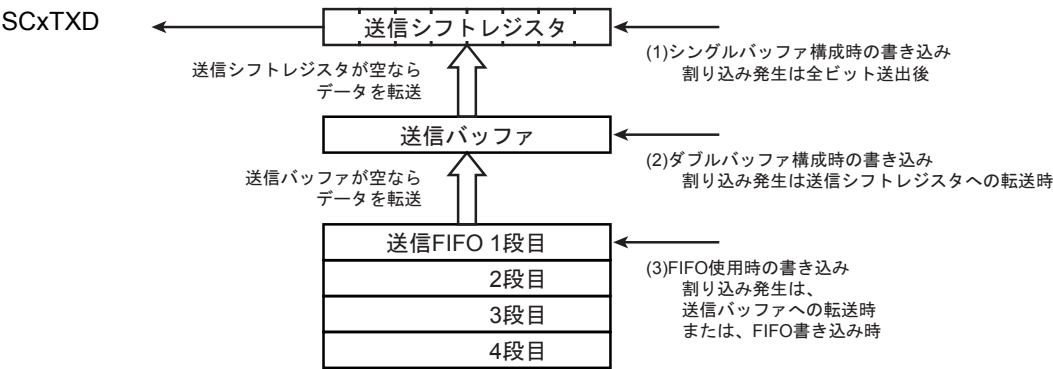 SCxTXD
送信シフトレジスタ
(1)シングルバッファ構成時の書き込み
割り込み発生は全ビット送出後
送信シフトレジスタが空なら
データを転送
送信バッファ
(2)ダブルバッファ構成時の書き込み
割り込み発生は送信シフトレジスタへの転送時
送信バッファが空なら
データを転送
送信FIFO 1段目
2段目
3段目
4段目
(3)FIFO使用時の書き込み
割り込み発生は、
送信バッファへの転送時
または、FIFO書き込み時